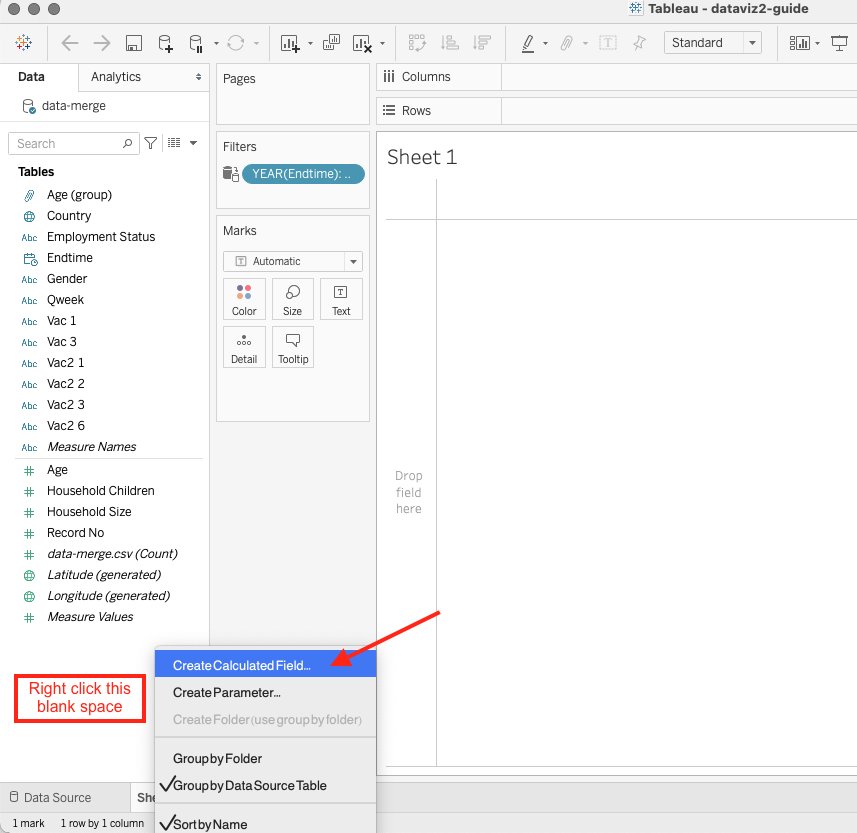 Tableau - dataviz2-guide
Standard
Data
Analytics
data-merge
Search
Tables
Age (group)
Country
Abc Employment Status
Endtime
Abc Gender
Abc Qweek
Abc Vac 1
Abc Vac 3
Abc Vac2 1
Abc Vac2 2
Abc Vac2 3
Abc Vac2 6
Abc Measure Names
# Age
# Household Children
# Household Size
# Record No
# data-merge.csv (Count)
Latitude (generated)
Longitude (generated)
# Measure Values
Pages
Filters
YEAR(Endtime): ..
Marks
Automatic
Color
Size
Text
Detail
Tooltip
Columns
Rows
Sheet 1
Drop
field
here
Right click this
blank space
Create Calculated Field...
Create Parameter...
Create Folder (use group by folder)
Group by Folder
Group by Data Source Table
Sort by Name
Data Source
She
1 mark
1 row by 1 column